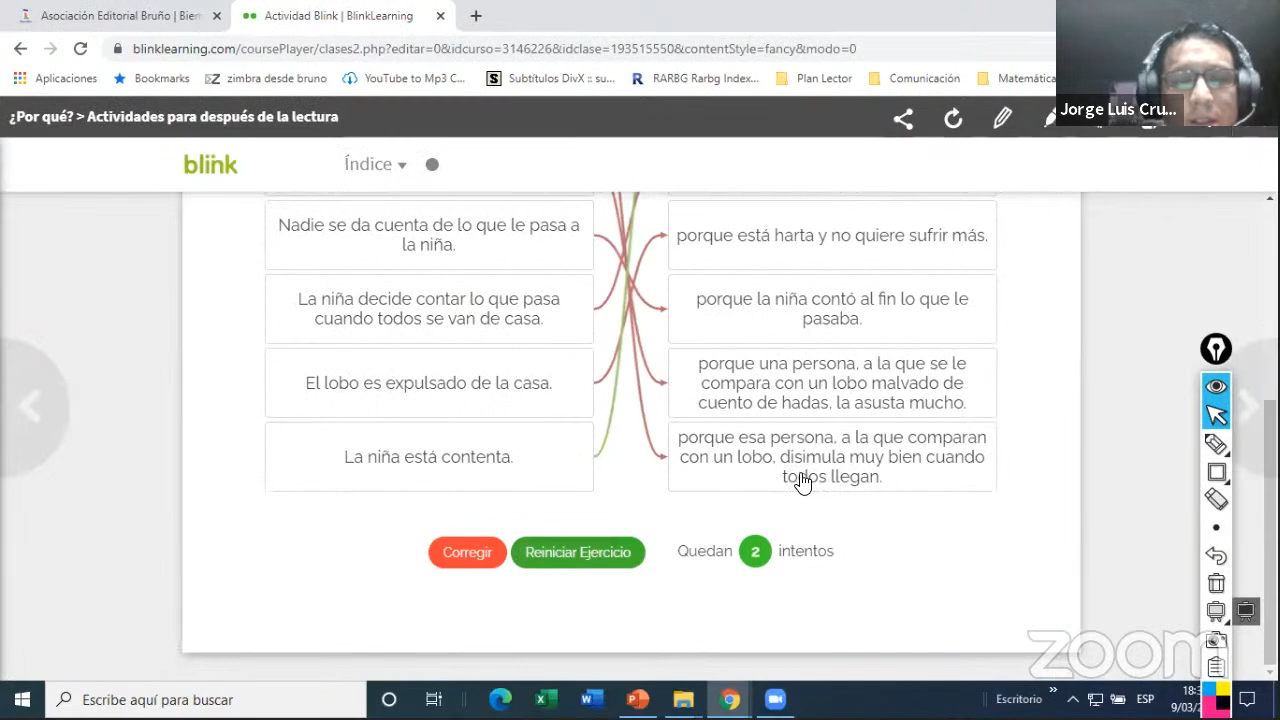 Asociación Editorial Bruño | Bien
Actividad Blink | BlinkLearning
blinklearning.com/coursePlayer/clases2.php?editar=0&idcurso=3146226&idclase=193515550&contentStyle=fancy&modo=0
Aplicaciones
Bookmarks
zimbra desde bruno
YouTube to Mp3 C...
Subtítulos DivX :: su...
RARBG Rarbg Index...
Plan Lector
Comunicación
Matemática
Jorge Luis Cru...
¿Por qué? > Actividades para después de la lectura
blink
Índice
Nadie se da cuenta de lo que le pasa a
la niña.
porque está harta y no quiere sufrir más.
La niña decide contar lo que pasa
cuando todos se van de casa.
porque la niña contó al fin lo que le
pasaba.
El lobo es expulsado de la casa.
porque una persona, a la que se le
compara con un lobo malvado de
cuento de hadas, la asusta mucho.
La niña está contenta.
porque esa persona, a la que comparan
con un lobo, disimula muy bien cuando
todos llegan.
Corregir
Reiniciar Ejercicio
Quedan 2 intentos
zoom
Escribe aquí para buscar
Escritorio
ESP
18:3
9/03/2